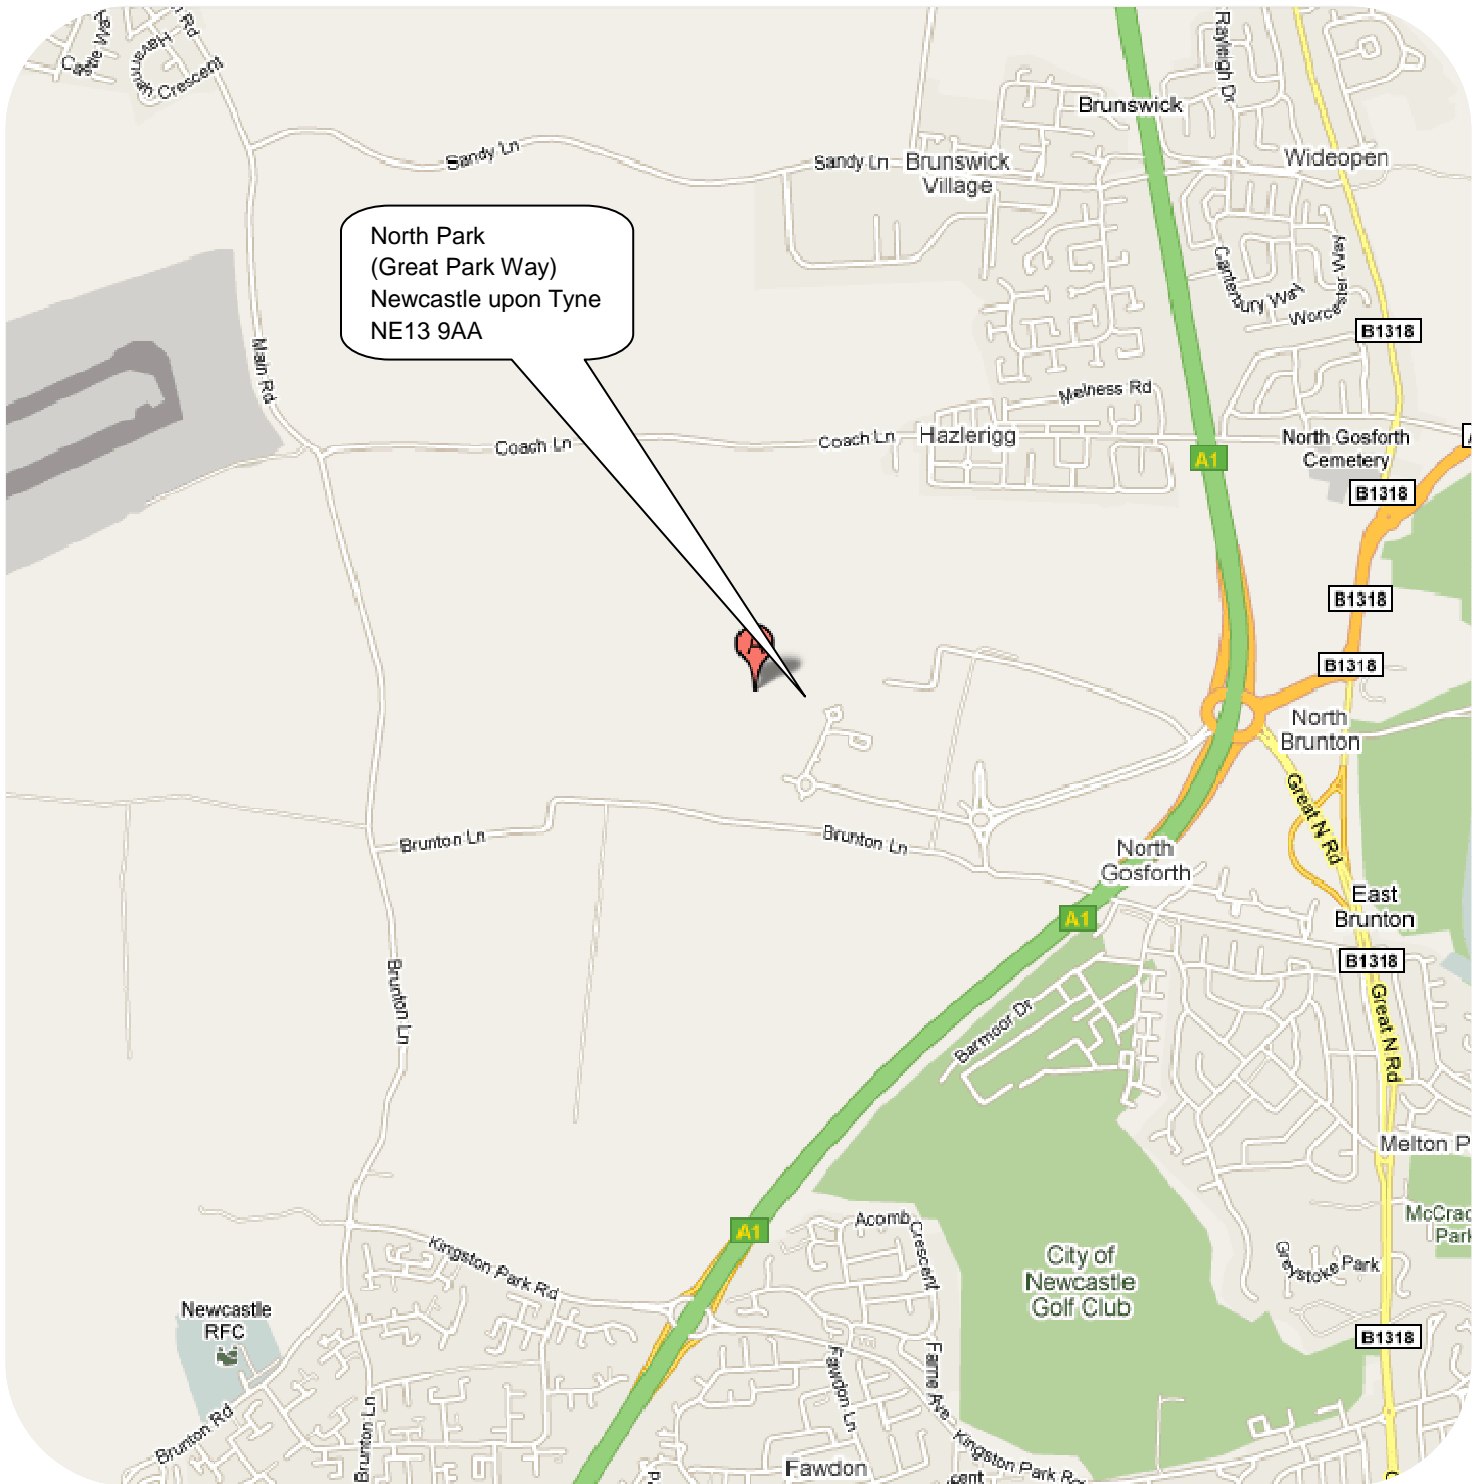 Crescent
Rayleigh Dr
Brunswick
Sandy Ln
Sandy Ln
Brunswick
Village
Wideopen
North Park
(Great Park Way)
Newcastle upon Tyne
NE13 9AA
Canterbury Way
Worcester Way
B1318
Main Rd
Melness Rd
Coach Ln
Coach Ln
Hazlerigg
North Gosforth
Cemetery
A1
B1318
B1318
A
B1318
North
Brunton
Great N Rd
Brunton Ln
Brunton Ln
North
Gosforth
East
Brunton
A1
B1318
Brunton Ln
Great N Rd
Barmoor Dr
Melton P
McCrac
Park
Acomb Crescent
A1
Kingston Park Rd
City of
Newcastle
Golf Club
Greystoke Park
Newcastle
RFC
B1318
Fawdon Ln
Farne Ave
Brunton Rd
Brunton Ln
Kingston Park Rd
Fawdon
cent